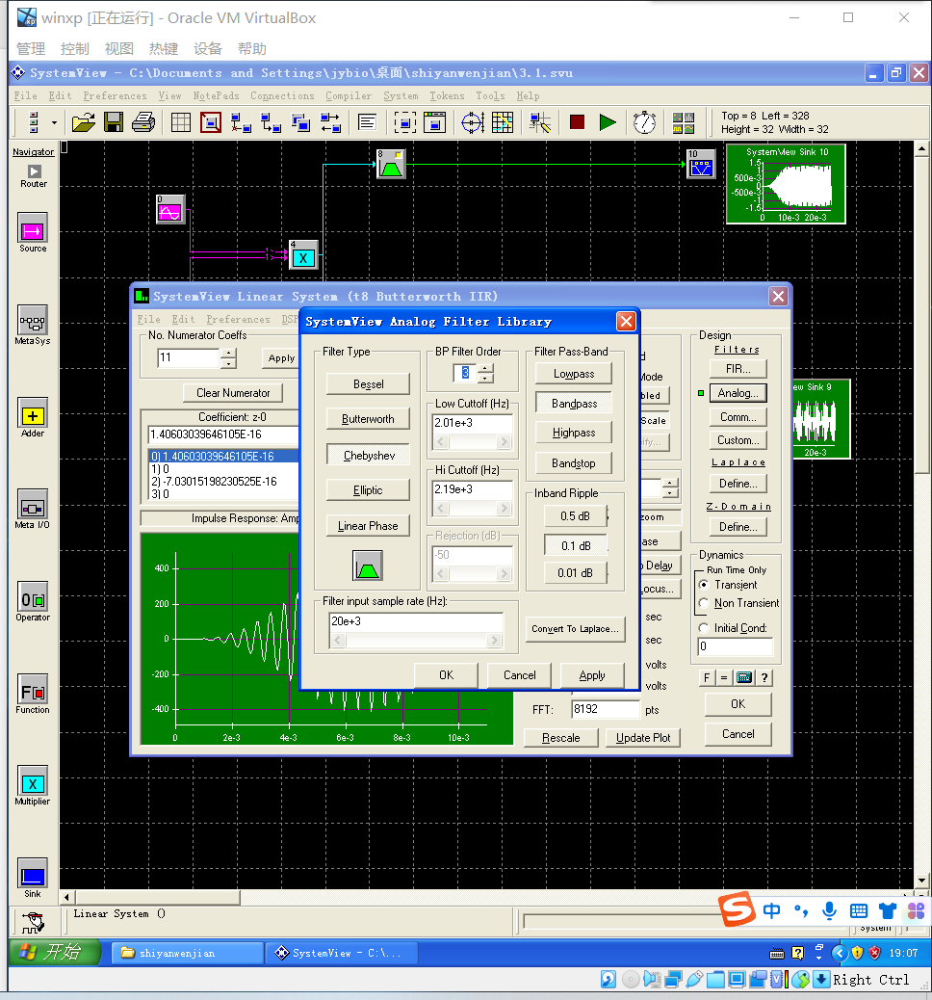 winxp [正在运行] - Oracle VM VirtualBox
管理 控制 视图 热键 设备 帮助
SystemView - C:\Documents and Settings\jybio\桌面\shiyanwenjian\3.1.svu
File Edit Preferences View NotePads Connections Compiler System Tokens Tools Help
Top = 8 Left = 328
Height = 32 Width = 32
Navigator
Router
Source
MetaSys
Adder
Meta I/O
Operator
Function
Multiplier
Sink
0
4
X
8
10
SystemView Sink 10
1.5
500e-3
-500e-3
-1.5
0 10e-3 20e-3
ew Sink 9
20e-3
SystemView Linear System (t8 Butterworth IIR)
File Edit Preferences DSP
No. Numerator Coeffs
11
Apply
Clear Numerator
Coefficient: z-0
1.40603039646105E-16
0) 1.40603039646105E-16
1) 0
2) -7.03015198230525E-16
3) 0
Impulse Response: Amp
400
200
0
-200
-400
0 2e-3 4e-3 6e-3 8e-3 10e-3
SystemView Analog Filter Library
Filter Type
Bessel
Butterworth
Chebyshev
Elliptic
Linear Phase
BP Filter Order
3
Low Cuttoff (Hz)
2.01e+3
Hi Cuttoff (Hz)
2.19e+3
Rejection (dB)
-50
Filter Pass-Band
Lowpass
Bandpass
Highpass
Bandstop
Inband Ripple
0.5 dB
0.1 dB
0.01 dB
Filter input sample rate (Hz):
20e+3
Convert To Laplace...
OK Cancel Apply
Mode
bled
Scale
ify...
zoom
ase
o Delay
ocus...
sec
sec
volts
volts
FFT: 8192 pts
Rescale Update Plot
Design
Filters
FIR...
Analog...
Comm...
Custom...
Laplace
Define...
Z-Domain
Define...
Dynamics
Run Time Only
Transient
Non Transient
Initial Cond:
0
F = ?
OK
Cancel
Linear System ()
中
System
开始 shiyanwenjian SystemView - C:\... 19:07
Right Ctrl